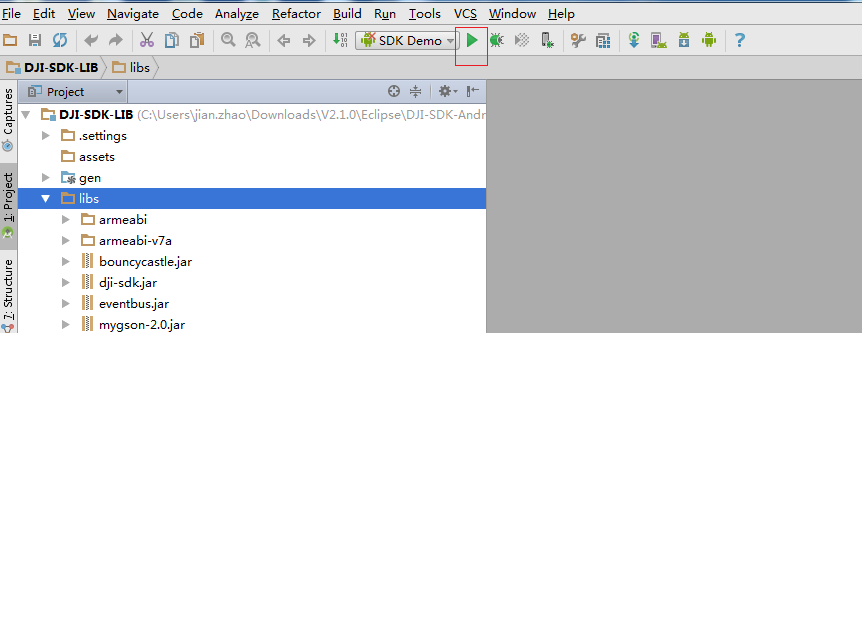 File Edit View Navigate Code Analyze Refactor Build Run Tools VCS Window Help
SDK Demo ?
DJI-SDK-LIB libs
Project
DJI-SDK-LIB (C:\Users\jian.zhao\Downloads\V2.1.0\Eclipse\DJI-SDK-Andr
.settings
assets
gen
libs
armeabi
armeabi-v7a
bouncycastle.jar
dji-sdk.jar
eventbus.jar
mygson-2.0.jar
Captures
1: Project
7: Structure